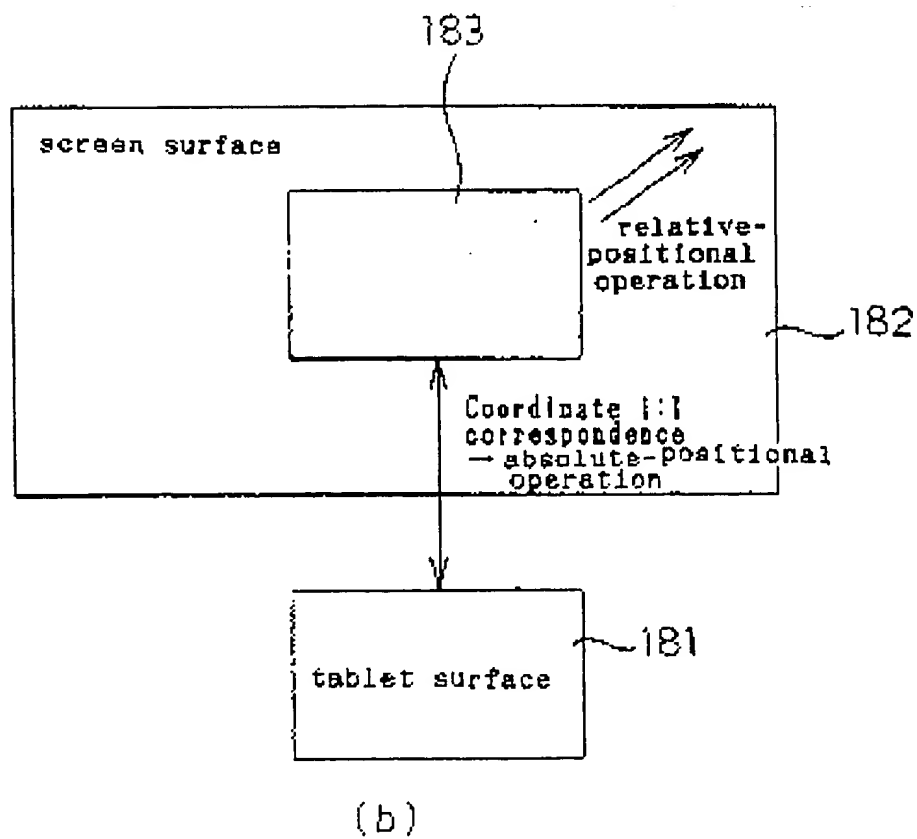 183
screen surface
relative-
positional
operation
182
Coordinate 1:1
correspondence
→ absolute-positional
operation
181
tablet surface
(b)